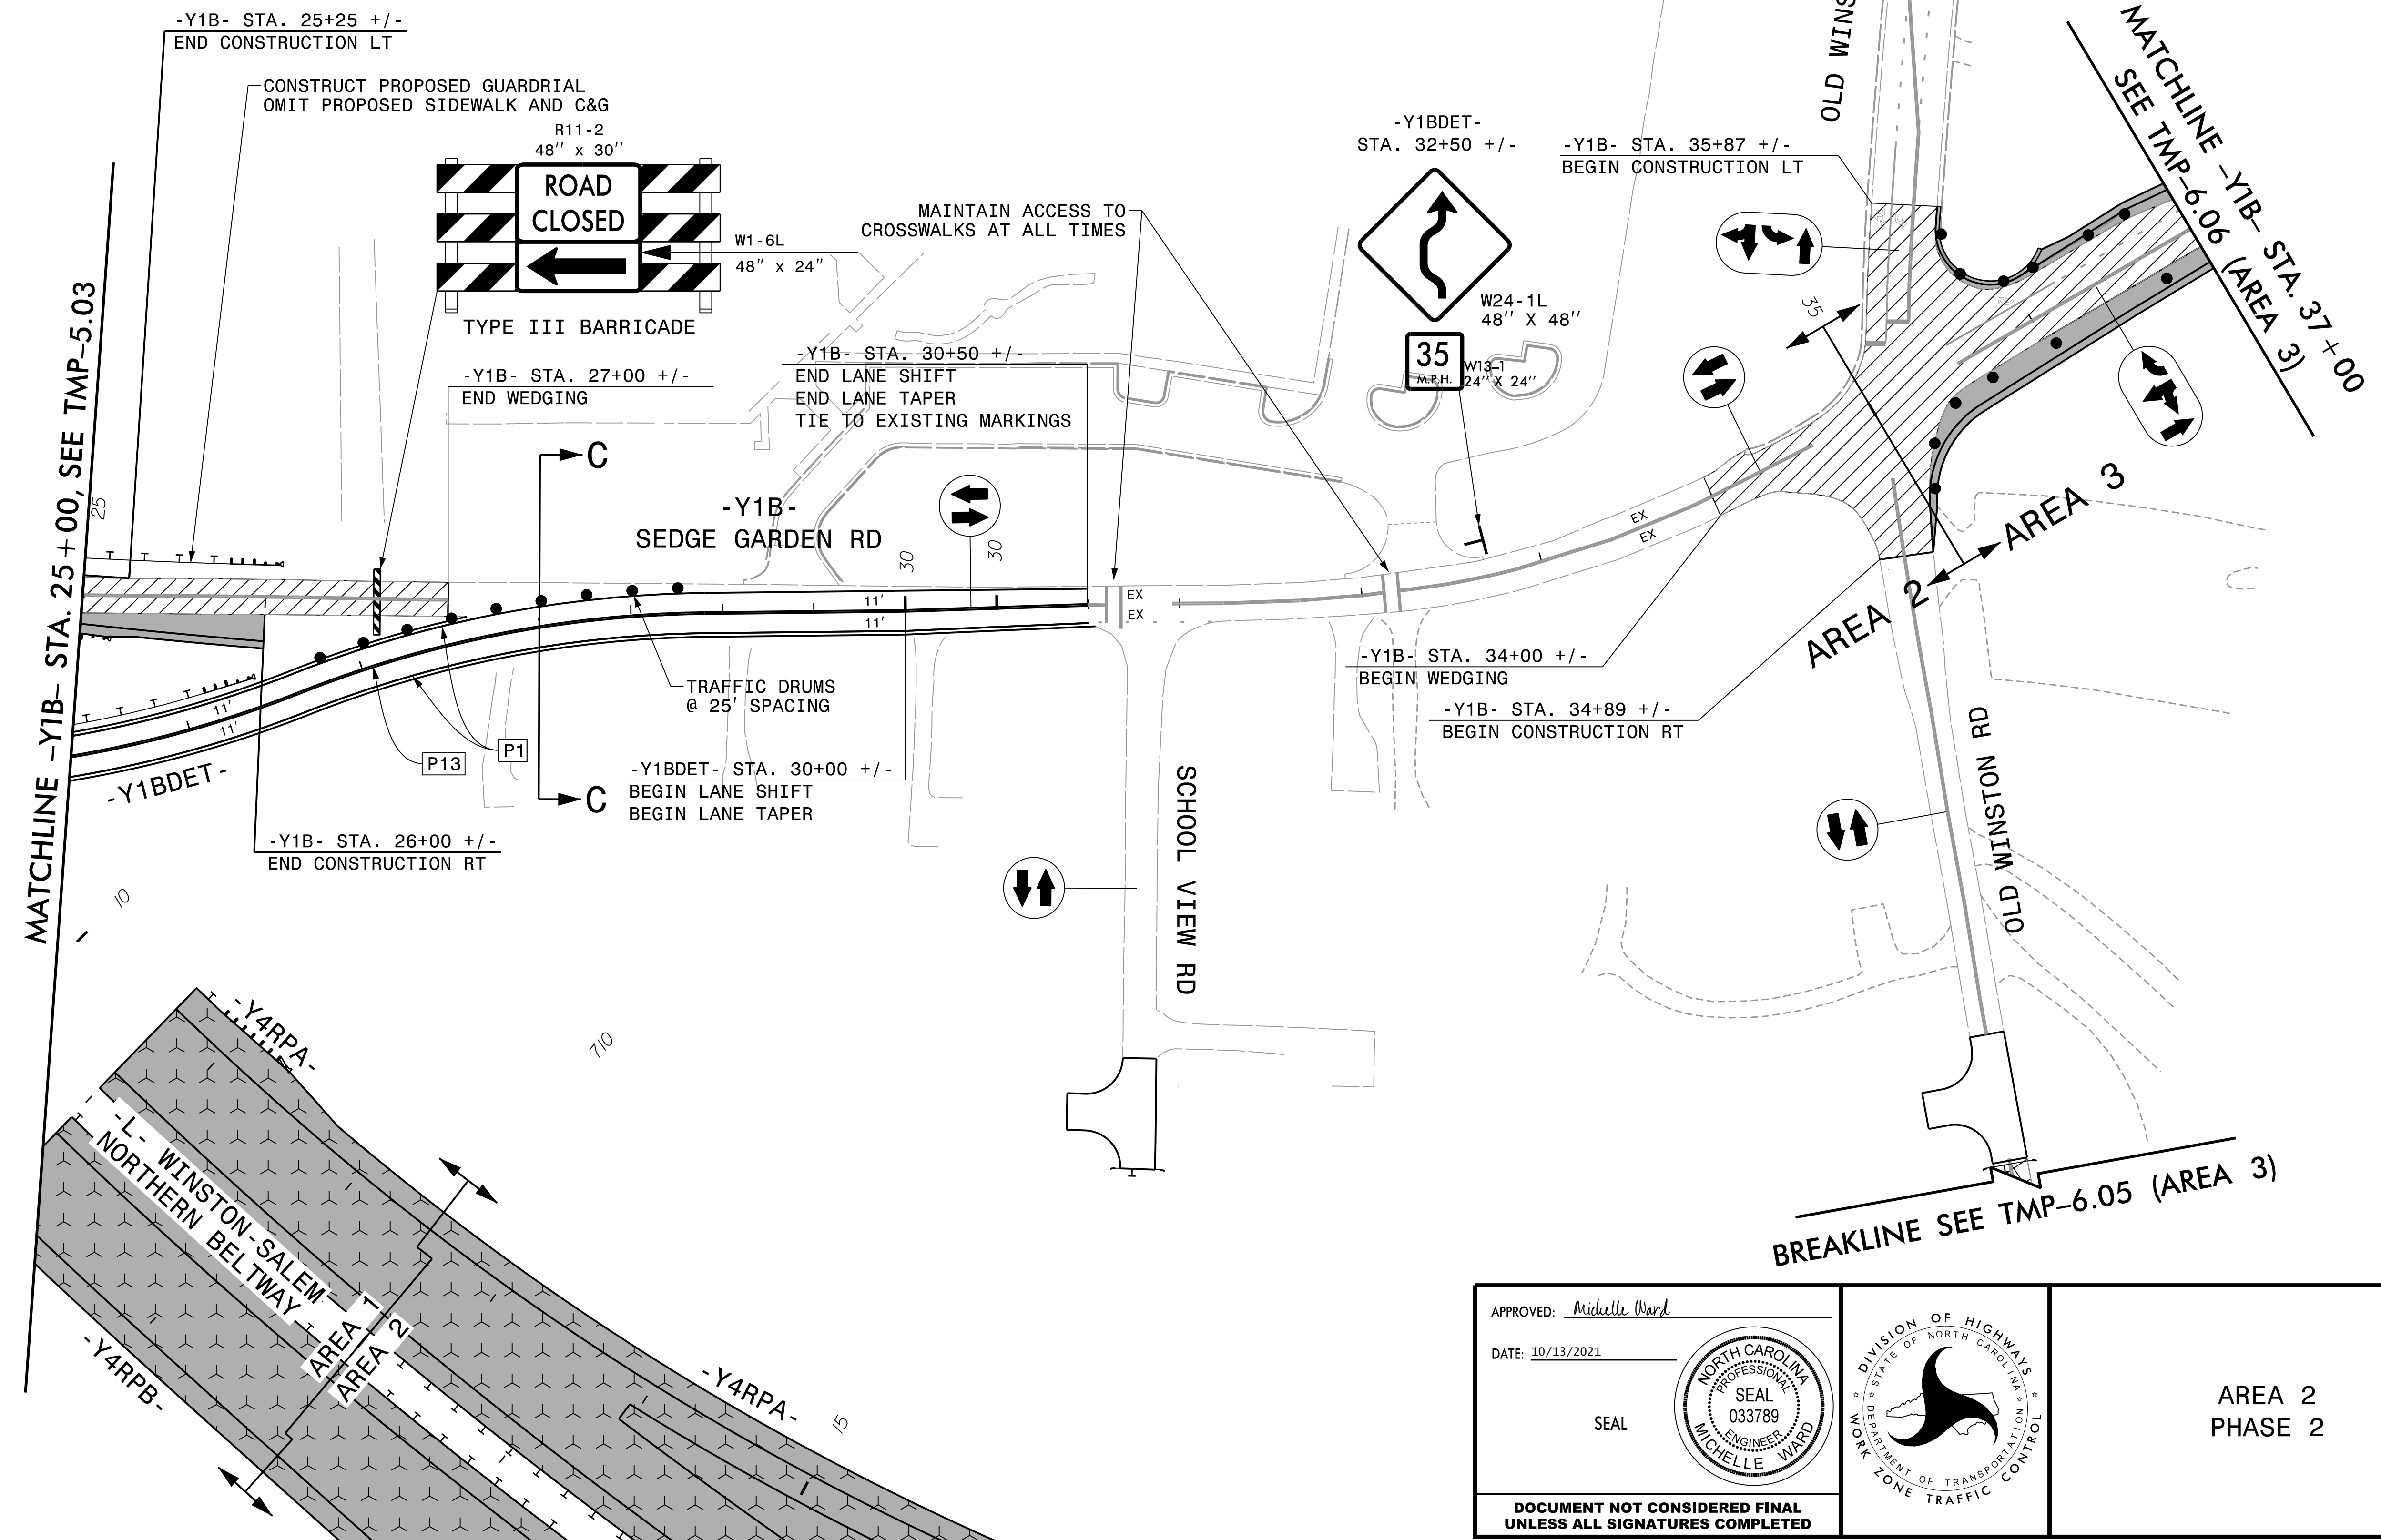 -Y1B- STA. 25+25 +/-
END CONSTRUCTION LT
CONSTRUCT PROPOSED GUARDRIAL
OMIT PROPOSED SIDEWALK AND C&G
R11-2
48" x 30"
ROAD
CLOSED
W1-6L
48" x 24"
TYPE III BARRICADE
MAINTAIN ACCESS TO
CROSSWALKS AT ALL TIMES
-Y1BDET-
STA. 32+50 +/-
W24-1L
48" X 48"
35
M.P.H.
W13-1
24" X 24"
-Y1B- STA. 35+87 +/-
BEGIN CONSTRUCTION LT
OLD WINS
MATCHLINE -Y1B- STA. 37+00
SEE TMP-6.06 (AREA 3)
35
MATCHLINE -Y1B- STA. 25+00, SEE TMP-5.03
25
-Y1B- STA. 27+00 +/-
END WEDGING
-Y1B- STA. 30+50 +/-
END LANE SHIFT
END LANE TAPER
TIE TO EXISTING MARKINGS
C
-Y1B-
SEDGE GARDEN RD
30
30
11'
11'
EX
EX
EX
EX
AREA 3
AREA 2
-Y1B- STA. 34+00 +/-
BEGIN WEDGING
-Y1B- STA. 34+89 +/-
BEGIN CONSTRUCTION RT
TRAFFIC DRUMS
@ 25' SPACING
11'
11'
P1
P13
-Y1BDET-
-Y1BDET- STA. 30+00 +/-
BEGIN LANE SHIFT
BEGIN LANE TAPER
C
-Y1B- STA. 26+00 +/-
END CONSTRUCTION RT
SCHOOL VIEW RD
OLD WINSTON RD
10
710
-Y4RPA-
-L- WINSTON-SALEM
NORTHERN BELTWAY
AREA 1
AREA 2
-Y4RPB-
-Y4RPA-
15
BREAKLINE SEE TMP-6.05 (AREA 3)
APPROVED: Michelle Ward
DATE: 10/13/2021
SEAL
NORTH CAROLINA
PROFESSIONAL
SEAL
033789
ENGINEER
MICHELLE WARD
DOCUMENT NOT CONSIDERED FINAL
UNLESS ALL SIGNATURES COMPLETED
DIVISION OF HIGHWAYS
STATE OF NORTH CAROLINA
DEPARTMENT OF TRANSPORTATION
WORK ZONE TRAFFIC CONTROL
AREA 2
PHASE 2